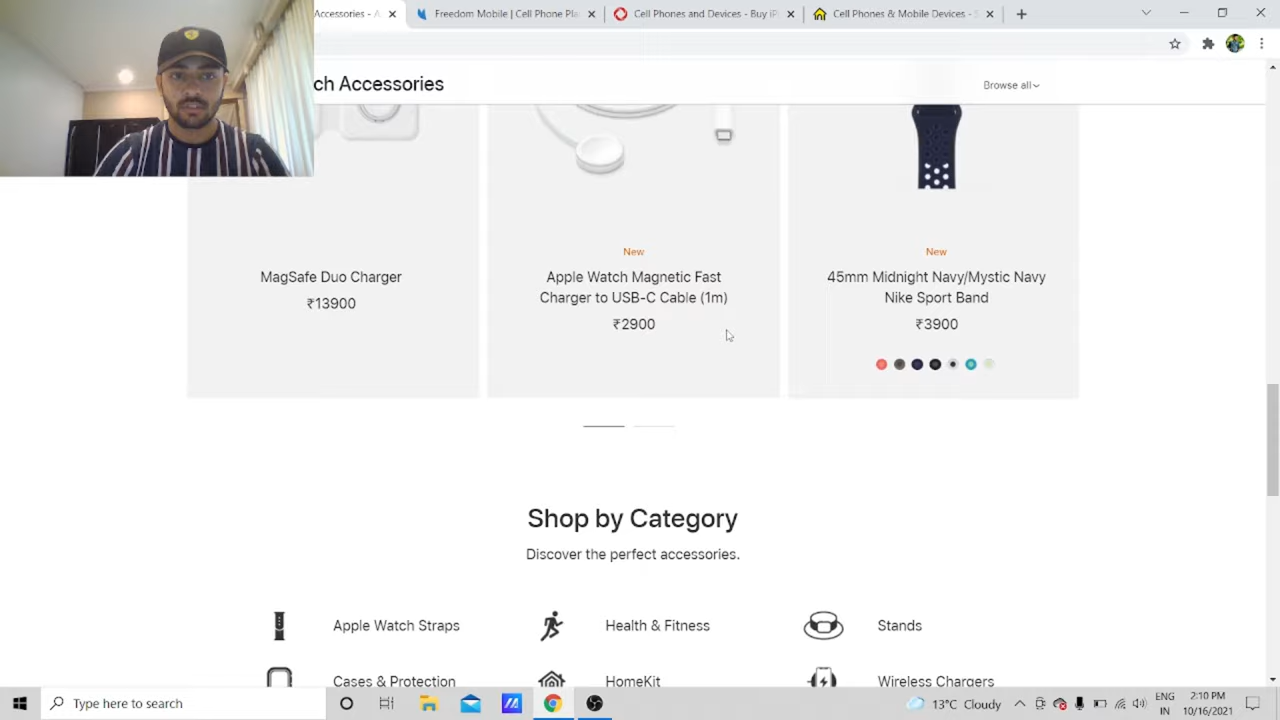 Accessories - A
Freedom Mobile | Cell Phone Pla
Cell Phones and Devices - Buy iP
Cell Phones & Mobile Devices - S
ch Accessories
Browse all
MagSafe Duo Charger
₹13900
New
Apple Watch Magnetic Fast
Charger to USB-C Cable (1m)
₹2900
New
45mm Midnight Navy/Mystic Navy
Nike Sport Band
₹3900
Shop by Category
Discover the perfect accessories.
Apple Watch Straps
Health & Fitness
Stands
Cases & Protection
HomeKit
Wireless Chargers
Type here to search
13°C Cloudy
ENG
IN
2:10 PM
10/16/2021